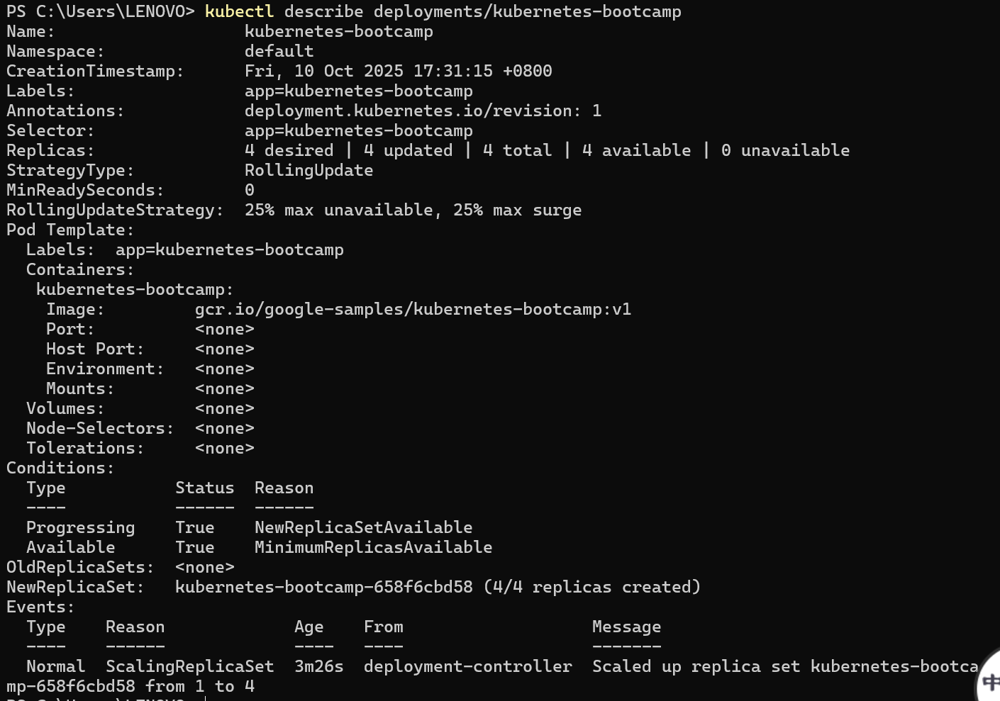 PS C:\Users\LENOVO> kubectl describe deployments/kubernetes-bootcamp
Name:                   kubernetes-bootcamp
Namespace:              default
CreationTimestamp:      Fri, 10 Oct 2025 17:31:15 +0800
Labels:                 app=kubernetes-bootcamp
Annotations:            deployment.kubernetes.io/revision: 1
Selector:               app=kubernetes-bootcamp
Replicas:               4 desired | 4 updated | 4 total | 4 available | 0 unavailable
StrategyType:           RollingUpdate
MinReadySeconds:        0
RollingUpdateStrategy:  25% max unavailable, 25% max surge
Pod Template:
  Labels:  app=kubernetes-bootcamp
  Containers:
   kubernetes-bootcamp:
    Image:         gcr.io/google-samples/kubernetes-bootcamp:v1
    Port:          <none>
    Host Port:     <none>
    Environment:   <none>
    Mounts:        <none>
  Volumes:         <none>
  Node-Selectors:  <none>
  Tolerations:     <none>
Conditions:
  Type           Status  Reason
  ----           ------  ------
  Progressing    True    NewReplicaSetAvailable
  Available      True    MinimumReplicasAvailable
OldReplicaSets:  <none>
NewReplicaSet:   kubernetes-bootcamp-658f6cbd58 (4/4 replicas created)
Events:
  Type    Reason             Age    From                   Message
  ----    ------             ----   ----                   -------
  Normal  ScalingReplicaSet  3m26s  deployment-controller  Scaled up replica set kubernetes-bootca
mp-658f6cbd58 from 1 to 4
中